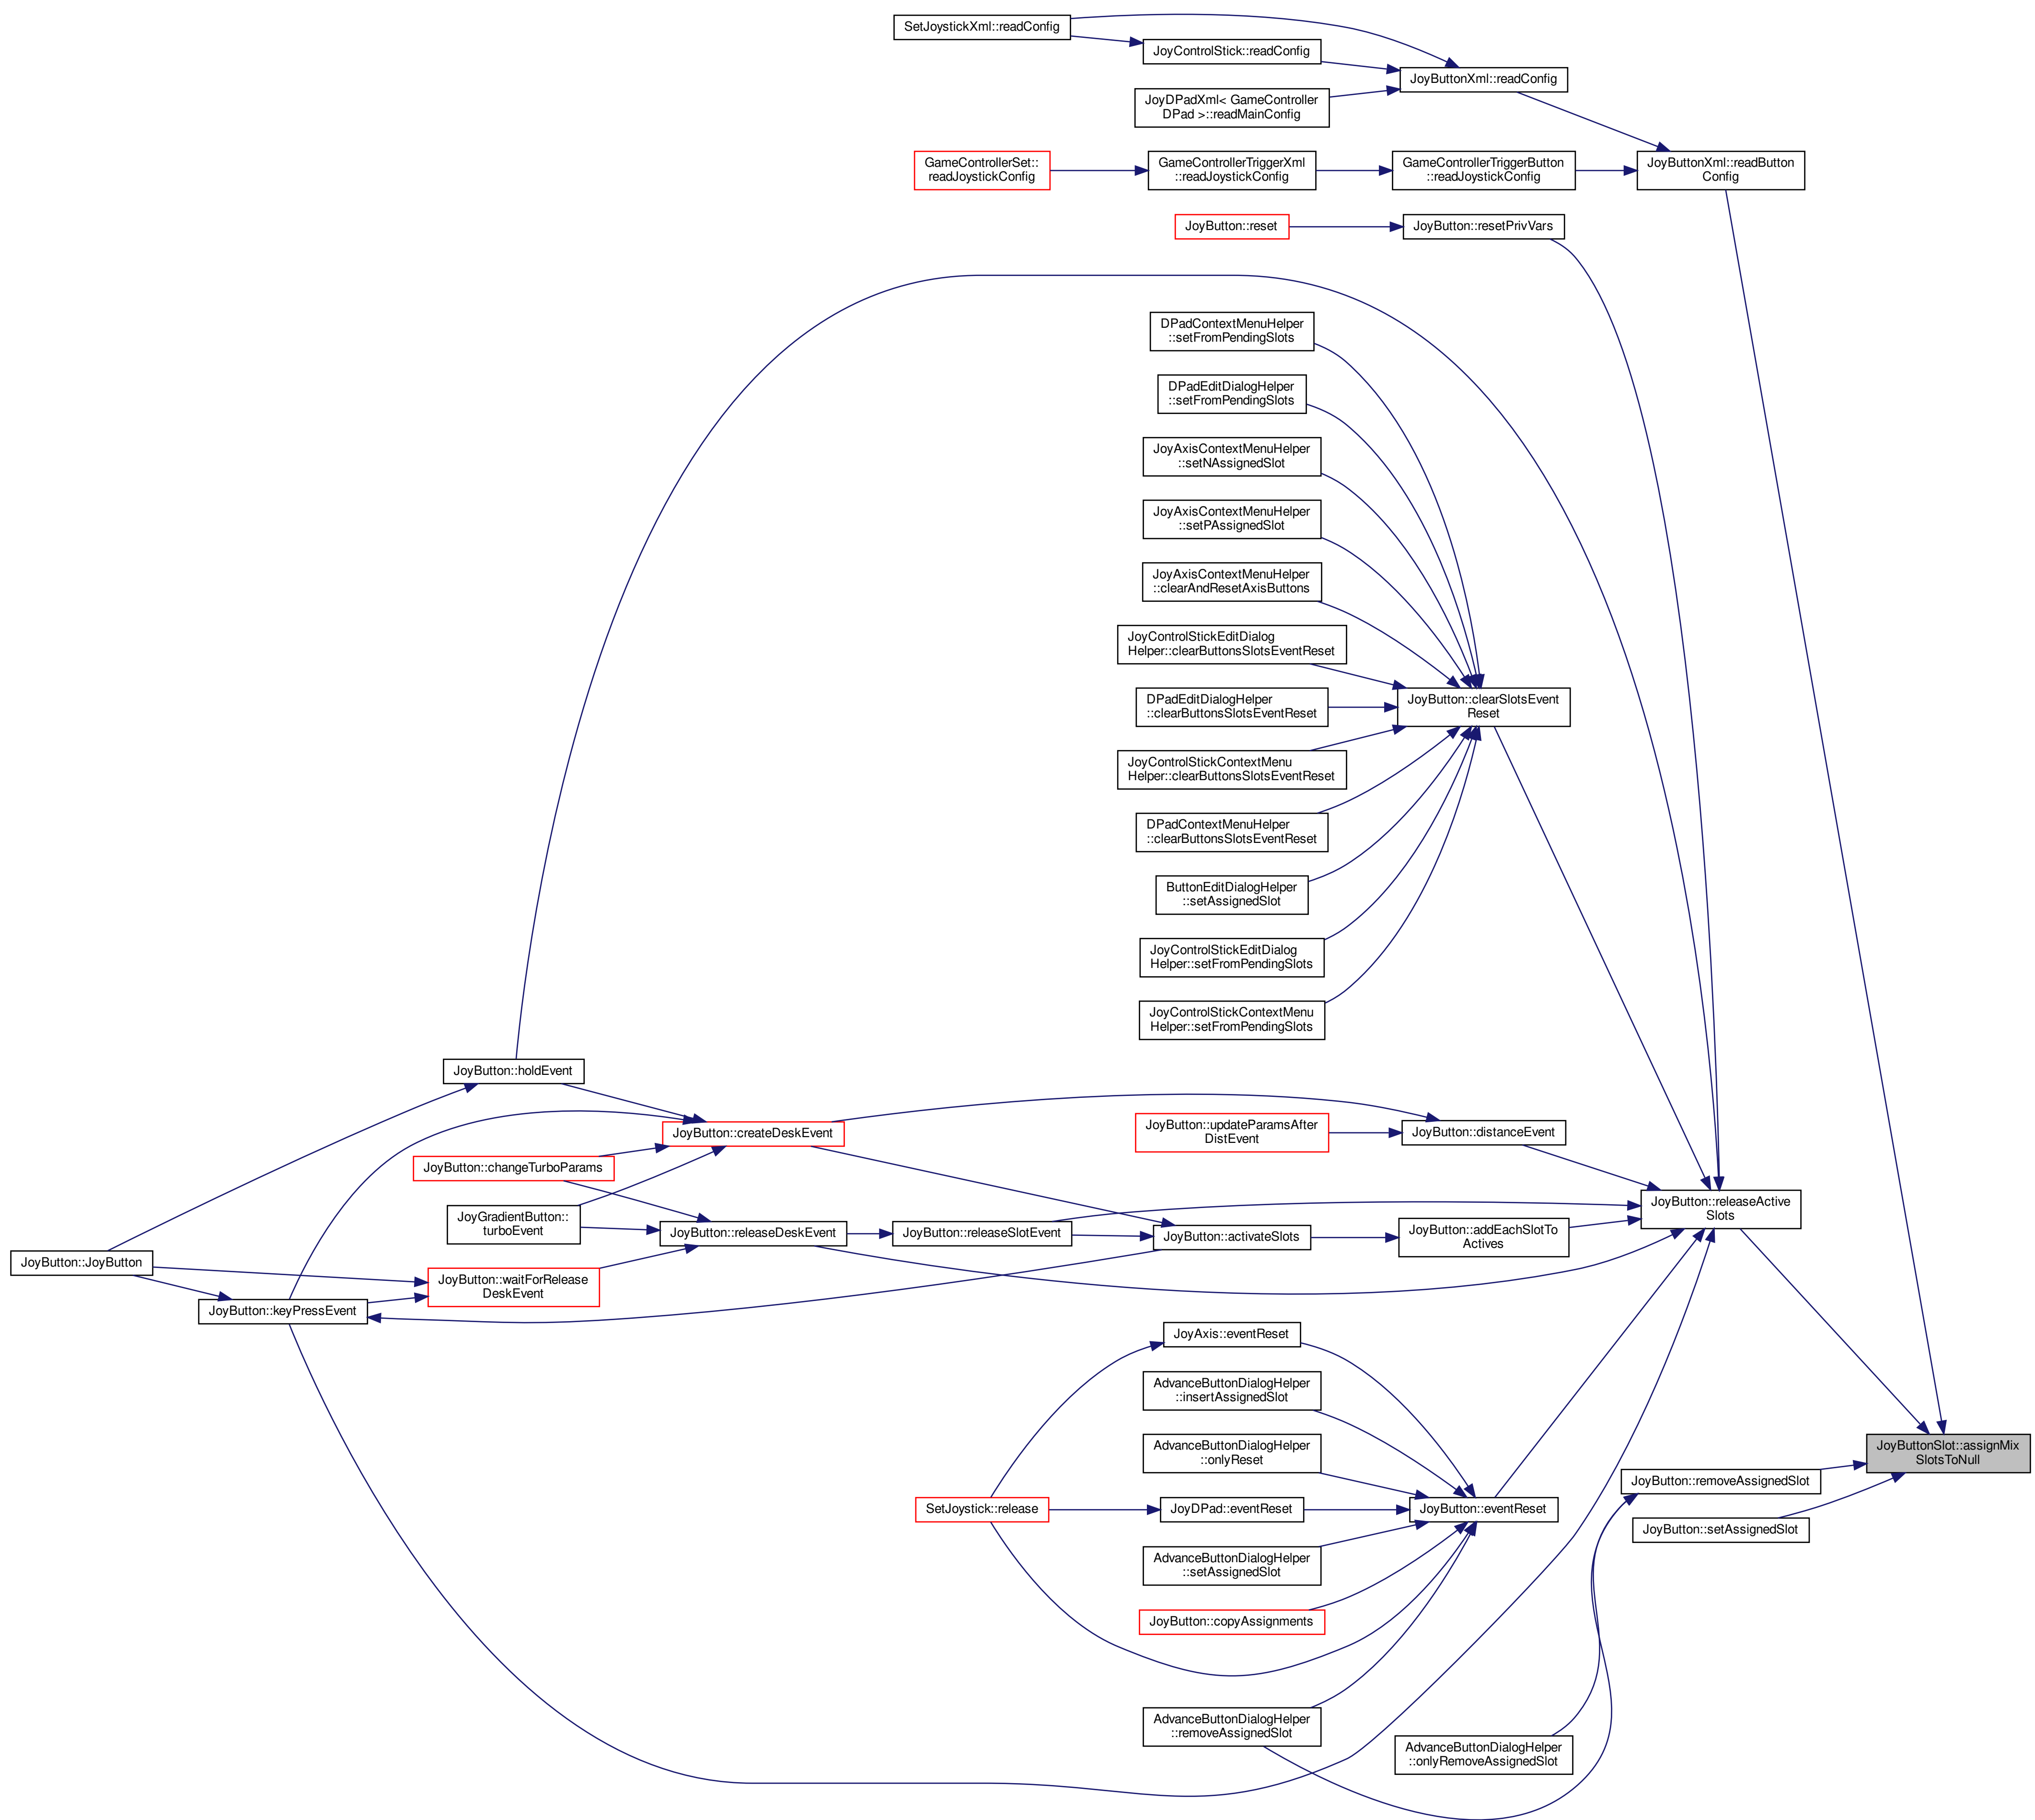 SetJoystickXml::readConfig
JoyControlStick::readConfig
JoyButtonXml::readConfig
JoyDPadXml< GameController
DPad >::readMainConfig
GameControllerSet::
readJoystickConfig
GameControllerTriggerXml
::readJoystickConfig
GameControllerTriggerButton
::readJoystickConfig
JoyButtonXml::readButton
Config
JoyButton::reset
JoyButton::resetPrivVars
DPadContextMenuHelper
::setFromPendingSlots
DPadEditDialogHelper
::setFromPendingSlots
JoyAxisContextMenuHelper
::setNAssignedSlot
JoyAxisContextMenuHelper
::setPAssignedSlot
JoyAxisContextMenuHelper
::clearAndResetAxisButtons
JoyControlStickEditDialog
Helper::clearButtonsSlotsEventReset
DPadEditDialogHelper
::clearButtonsSlotsEventReset
JoyButton::clearSlotsEvent
Reset
JoyControlStickContextMenu
Helper::clearButtonsSlotsEventReset
DPadContextMenuHelper
::clearButtonsSlotsEventReset
ButtonEditDialogHelper
::setAssignedSlot
JoyControlStickEditDialog
Helper::setFromPendingSlots
JoyControlStickContextMenu
Helper::setFromPendingSlots
JoyButton::holdEvent
JoyButton::createDeskEvent
JoyButton::updateParamsAfter
DistEvent
JoyButton::distanceEvent
JoyButton::changeTurboParams
JoyGradientButton::
turboEvent
JoyButton::releaseDeskEvent
JoyButton::releaseSlotEvent
JoyButton::activateSlots
JoyButton::addEachSlotTo
Actives
JoyButton::releaseActive
Slots
JoyButton::JoyButton
JoyButton::waitForRelease
DeskEvent
JoyButton::keyPressEvent
JoyAxis::eventReset
AdvanceButtonDialogHelper
::insertAssignedSlot
AdvanceButtonDialogHelper
::onlyReset
JoyButtonSlot::assignMix
SlotsToNull
JoyButton::removeAssignedSlot
SetJoystick::release
JoyDPad::eventReset
JoyButton::eventReset
JoyButton::setAssignedSlot
AdvanceButtonDialogHelper
::setAssignedSlot
JoyButton::copyAssignments
AdvanceButtonDialogHelper
::removeAssignedSlot
AdvanceButtonDialogHelper
::onlyRemoveAssignedSlot